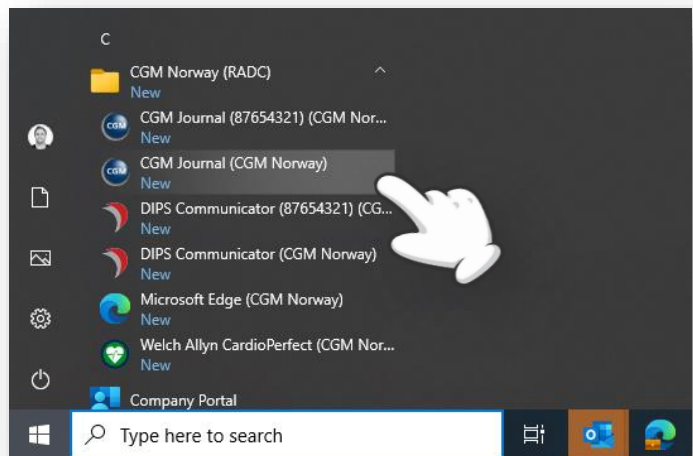 C
CGM Norway (RADC)
New
CGM Journal (87654321) (CGM Nor...
New
CGM Journal (CGM Norway)
New
DIPS Communicator (87654321) (CG...
New
DIPS Communicator (CGM Norway)
New
Microsoft Edge (CGM Norway)
New
Welch Allyn CardioPerfect (CGM Nor...
New
Company Portal
Type here to search